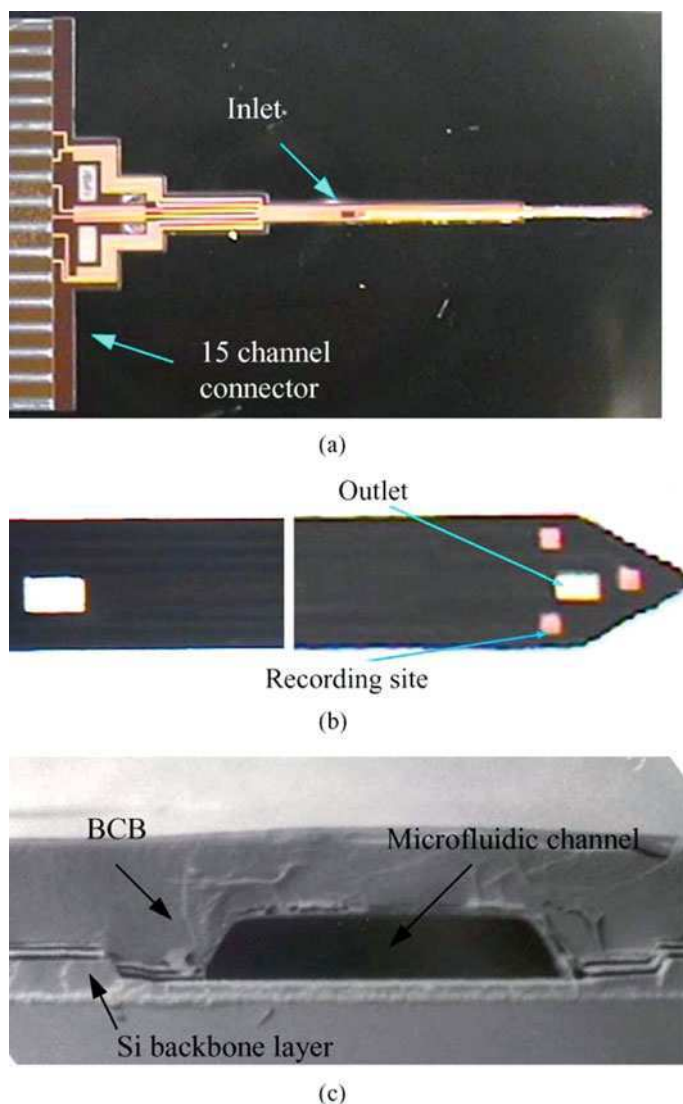 Inlet
15 channel
connector
(a)
Outlet
Recording site
(b)
BCB
Microfluidic channel
Si backbone layer
(c)